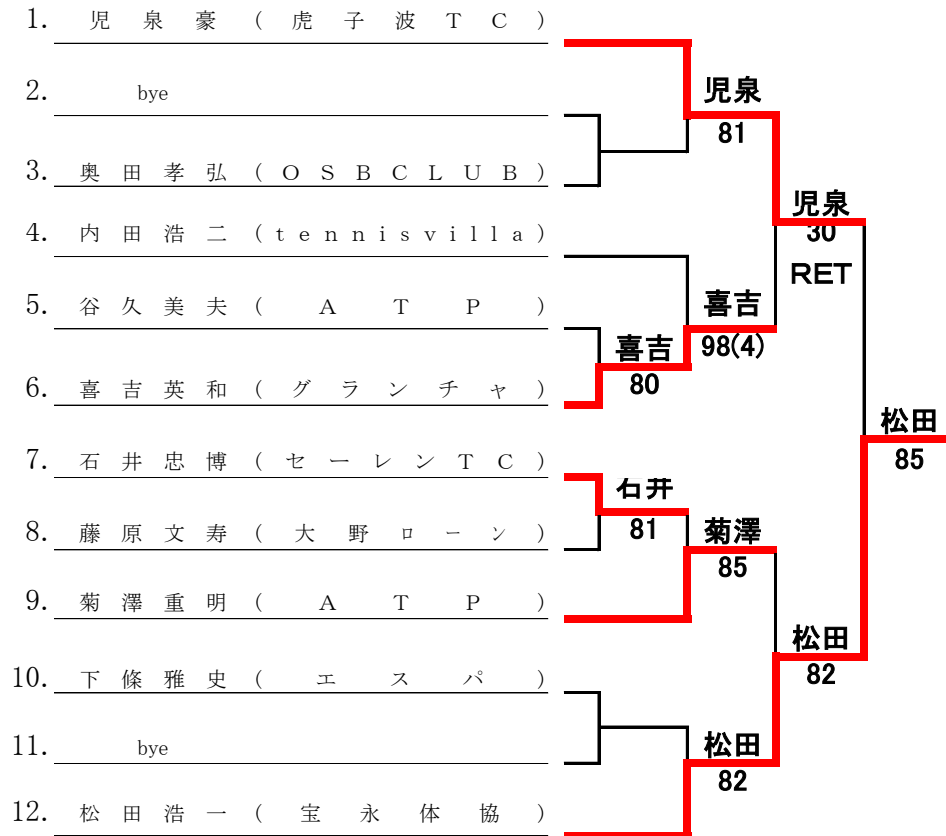 1. 児泉豪(虎子波TC)
2. bye
3. 奥田孝弘(OSBCLUB)
4. 内田浩二(tennisvilla)
5. 谷久美夫(ATP)
6. 喜吉英和(グランチャ)
7. 石井忠博(セーレンTC)
8. 藤原文寿(大野ローン)
9. 菊澤重明(ATP)
10. 下條雅史(エスパ)
11. bye
12. 松田浩一(宝永体協)
喜吉
80
石井
81
児泉
81
喜吉
98(4)
菊澤
85
松田
82
児泉
30
RET
松田
82
松田
85